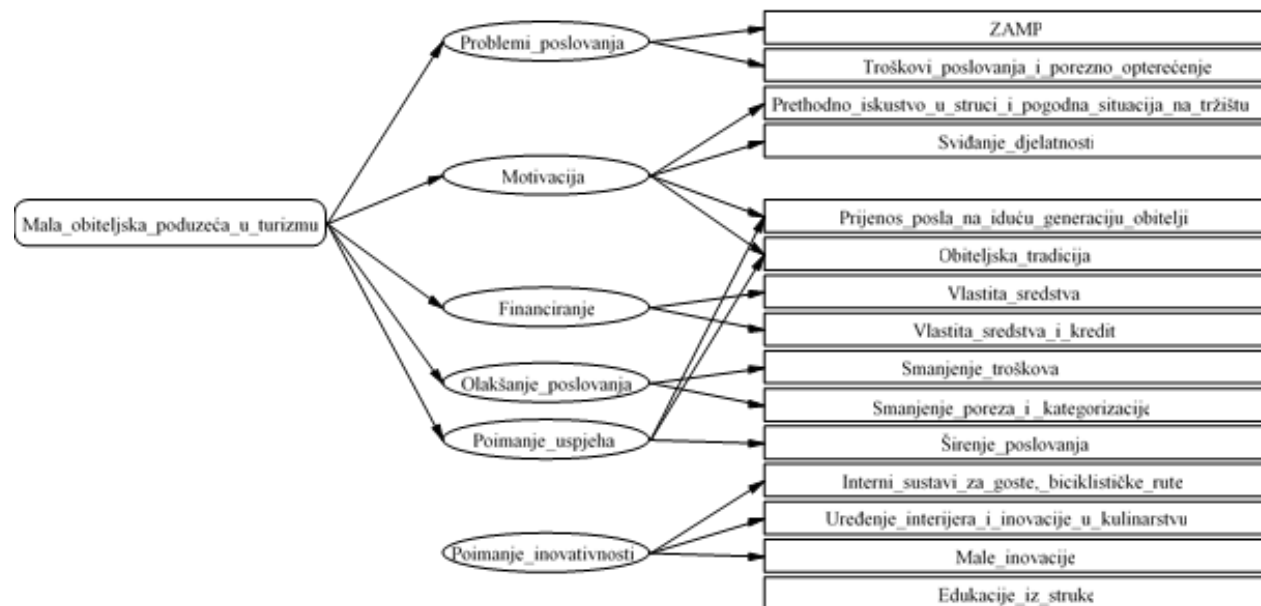 Mala_obiteljska_poduzeća_u_turizmu
Problemi_poslovanja
Motivacija
Financiranje
Olakšanje_poslovanja
Poimanje_uspjeha
Poimanje_inovativnosti
ZAMP
Troškovi_poslovanja_i_porezno_opterećenje
Prethodno_iskustvo_u_struci_i_pogodna_situacija_na_tržištu
Sviđanje_djelatnosti
Prijenos_posla_na_iduću_generaciju_obitelji
Obiteljska_tradicija
Vlastita_sredstva
Vlastita_sredstva_i_kredit
Smanjenje_troškova
Smanjenje_poreza_i_kategorizacije
Širenje_poslovanja
Interni_sustavi_za_goste,_biciklističke_rute
Uređenje_interijera_i_inovacije_u_kulinarstvu
Male_inovacije
Edukacije_iz_struke